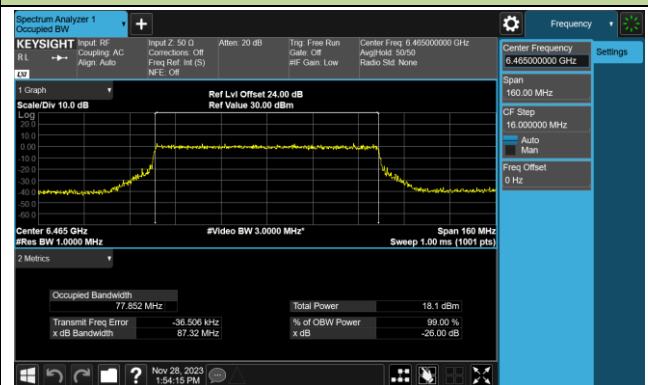 Spectrum Analyzer 1
Occupied BW
Frequency
KEYSIGHT
Input: RF
Input Z: 50 Ω
Atten: 20 dB
Trig: Free Run
Center Freq: 6.465000000 GHz
R L
Coupling: AC
Corrections: Off
Gate: Off
Avg|Hold: 50/50
Align: Auto
Freq Ref: Int (S)
#IF Gain: Low
Radio Std: None
NFE: Off
LXI
Center Frequency
6.465000000 GHz
Settings
Span
160.00 MHz
CF Step
16.000000 MHz
Auto
Man
Freq Offset
0 Hz
1 Graph
Ref Lvl Offset 24.00 dB
Scale/Div 10.0 dB
Ref Value 30.00 dBm
Log
20.0
10.0
0.00
-10.0
-20.0
-30.0
-40.0
-50.0
-60.0
Center 6.465 GHz
#Video BW 3.0000 MHz*
Span 160 MHz
#Res BW 1.0000 MHz
Sweep 1.00 ms (1001 pts)
2 Metrics
Occupied Bandwidth
77.852 MHz
Total Power
18.1 dBm
Transmit Freq Error
-36.506 kHz
% of OBW Power
99.00 %
x dB Bandwidth
87.32 MHz
x dB
-26.00 dB
?
Nov 28, 2023
1:54:15 PM